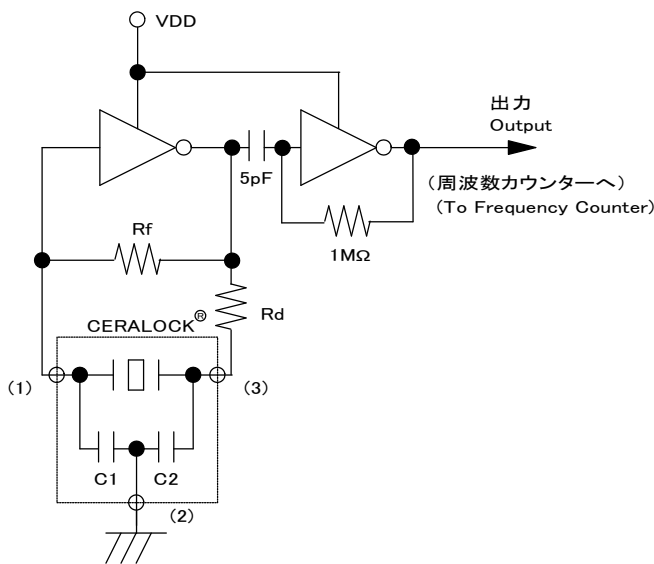 VDD
出力
Output
5pF
(周波数カウンターへ)
(To Frequency Counter)
Rf
1MΩ
Rd
CERALOCK®
(1)
(3)
C1
C2
(2)